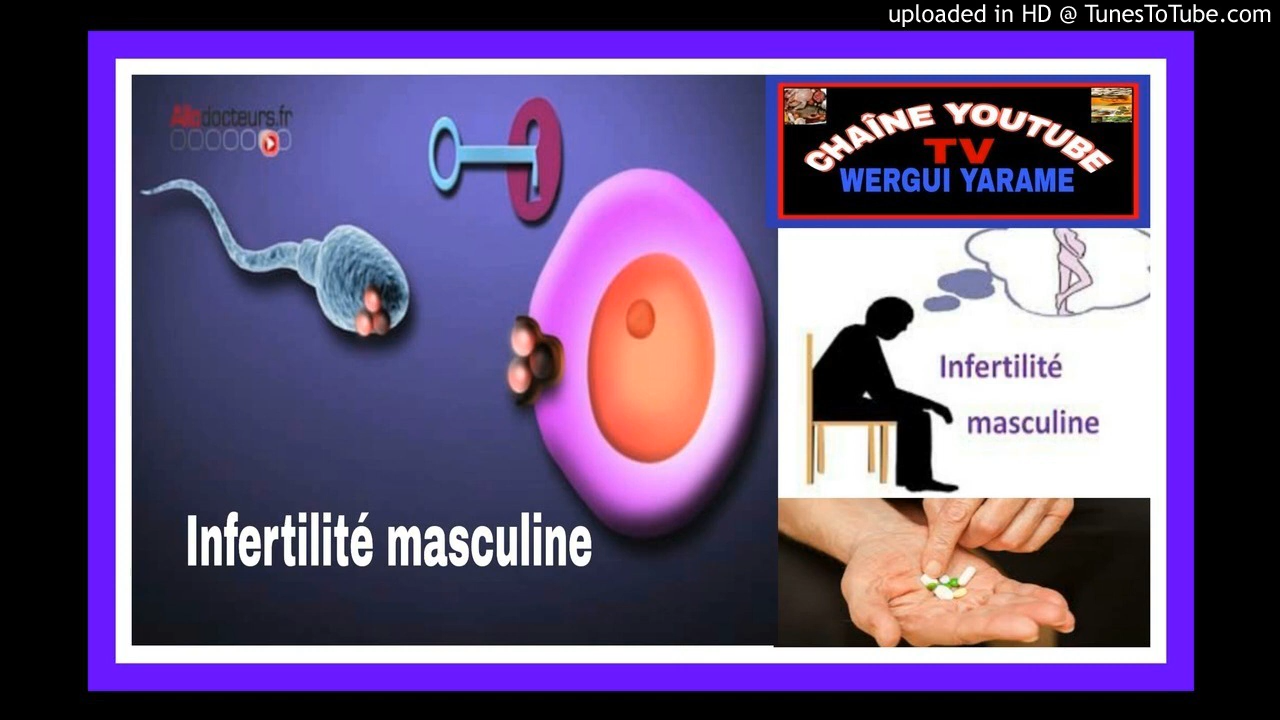 uploaded in HD @ TunesToTube.com
Allodocteurs.fr
CHAÎNE YOUTUBE
TV
WERGUI YARAME
Infertilité
masculine
Infertilité masculine